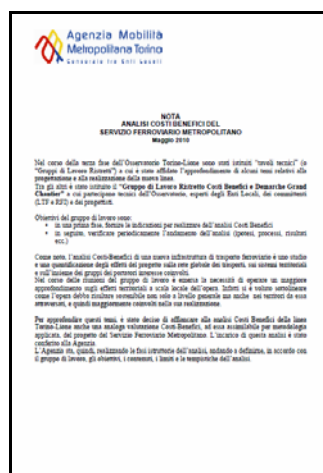 Agenzia Mobilità
Metropolitana Torino
Consorzio tra Enti Locali
NOTA
ANALISI COSTI BENEFICI DEL
SERVIZIO FERROVIARIO METROPOLITANO
Maggio 2010
Nel corso della terza fase dell'Osservatorio Torino-Lione sono stati istituiti "tavoli tecnici" (o
"Gruppi di Lavoro Ristretti") a cui è stato affidato l'approfondimento di alcuni temi relativi alla
progettazione e alla realizzazione della nuova linea.
Tra gli altri è stato istituito il "Gruppo di Lavoro Ristretto Costi Benefici e Demarche Grand
Chantier" a cui partecipano tecnici dell'Osservatorio, esperti degli Enti Locali, dei committenti
(LTF e RFI) e dei progettisti.
Obiettivi del gruppo di lavoro sono:
• in una prima fase, fornire le indicazioni per realizzare dell'analisi Costi Benefici
• in seguito, verificare periodicamente l'andamento dell'analisi (ipotesi, processi, risultati
ecc.)
Come nota, l'analisi Costi-Benefici di una nuova infrastruttura di trasporto ferroviario è uno studio
e una quantificazione degli effetti del progetto sulla rete globale dei trasporti, sui sistemi territoriali
e sull'insieme dei gruppi dei portatori interesse coinvolti.
Nel corso delle riunioni del gruppo di lavoro è emersa la necessità di operare un maggiore
approfondimento sugli effetti territoriali a scala locale dell'opera. Infatti si è voluto sottolineare
come l'opera debba risultare sostenibile non solo a livello generale ma anche nei territori da essa
attraversati, e quindi maggiormente coinvolti nella sua realizzazione.
Per approfondire questi temi, è stato deciso di affiancare alle analisi Costi Benefici della linea
Torino-Lione anche una analoga valutazione Costi-Benefici, ad essa assimilabile per metodologia
applicata, del progetto del Servizio Ferroviario Metropolitano. L'incarico di questa analisi è stato
conferito alla Agenzia.
L'Agenzia sta, quindi, realizzando le fasi istruttorie dell'analisi, andando a definire, in accordo con
il gruppo di lavoro, gli obiettivi, i contenuti, i limiti e le tempistiche dell'analisi.